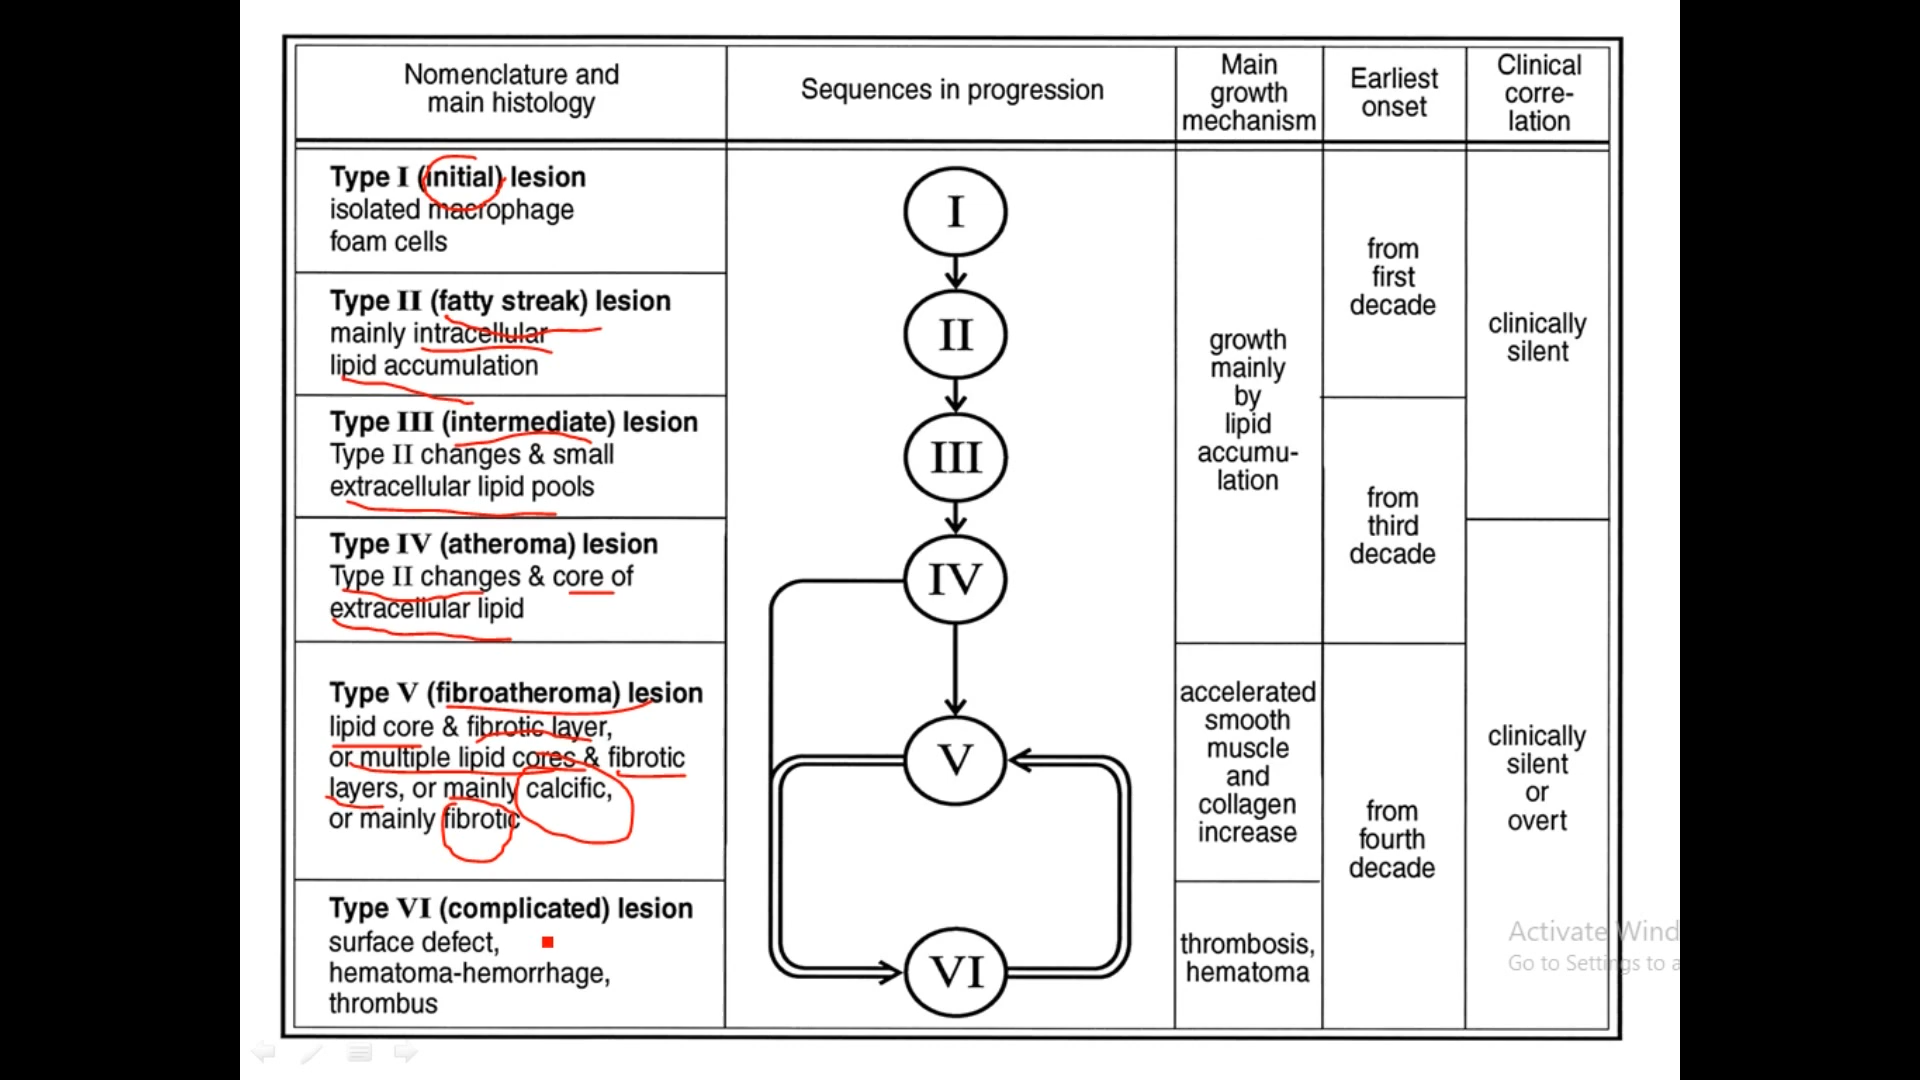 Nomenclature and
main histology
Sequences in progression
Main
growth
mechanism
Earliest
onset
Clinical
corre-
lation
Type I (initial) lesion
isolated macrophage
foam cells
Type II (fatty streak) lesion
mainly intracellular
lipid accumulation
Type III (intermediate) lesion
Type II changes & small
extracellular lipid pools
Type IV (atheroma) lesion
Type II changes & core of
extracellular lipid
Type V (fibroatheroma) lesion
lipid core & fibrotic layer,
or multiple lipid cores & fibrotic
layers, or mainly calcific,
or mainly fibrotic
Type VI (complicated) lesion
surface defect,
hematoma-hemorrhage,
thrombus
I
II
III
IV
V
VI
growth
mainly
by
lipid
accumu-
lation
accelerated
smooth
muscle
and
collagen
increase
thrombosis,
hematoma
from
first
decade
from
third
decade
from
fourth
decade
clinically
silent
clinically
silent
or
overt
Activate Wind
Go to Settings to a